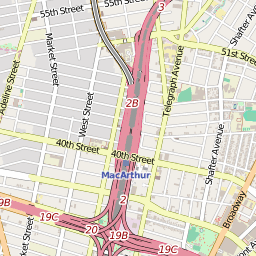 55th Street
55th Street
3
51st Street
Adeline Street
Market Street
West Street
Telegraph Avenue
Shafter Avenue
2B
40th Street
40th Street
MacArthur
Shafter Avenue
Broadway
2
19B
19C
20
19B
19C